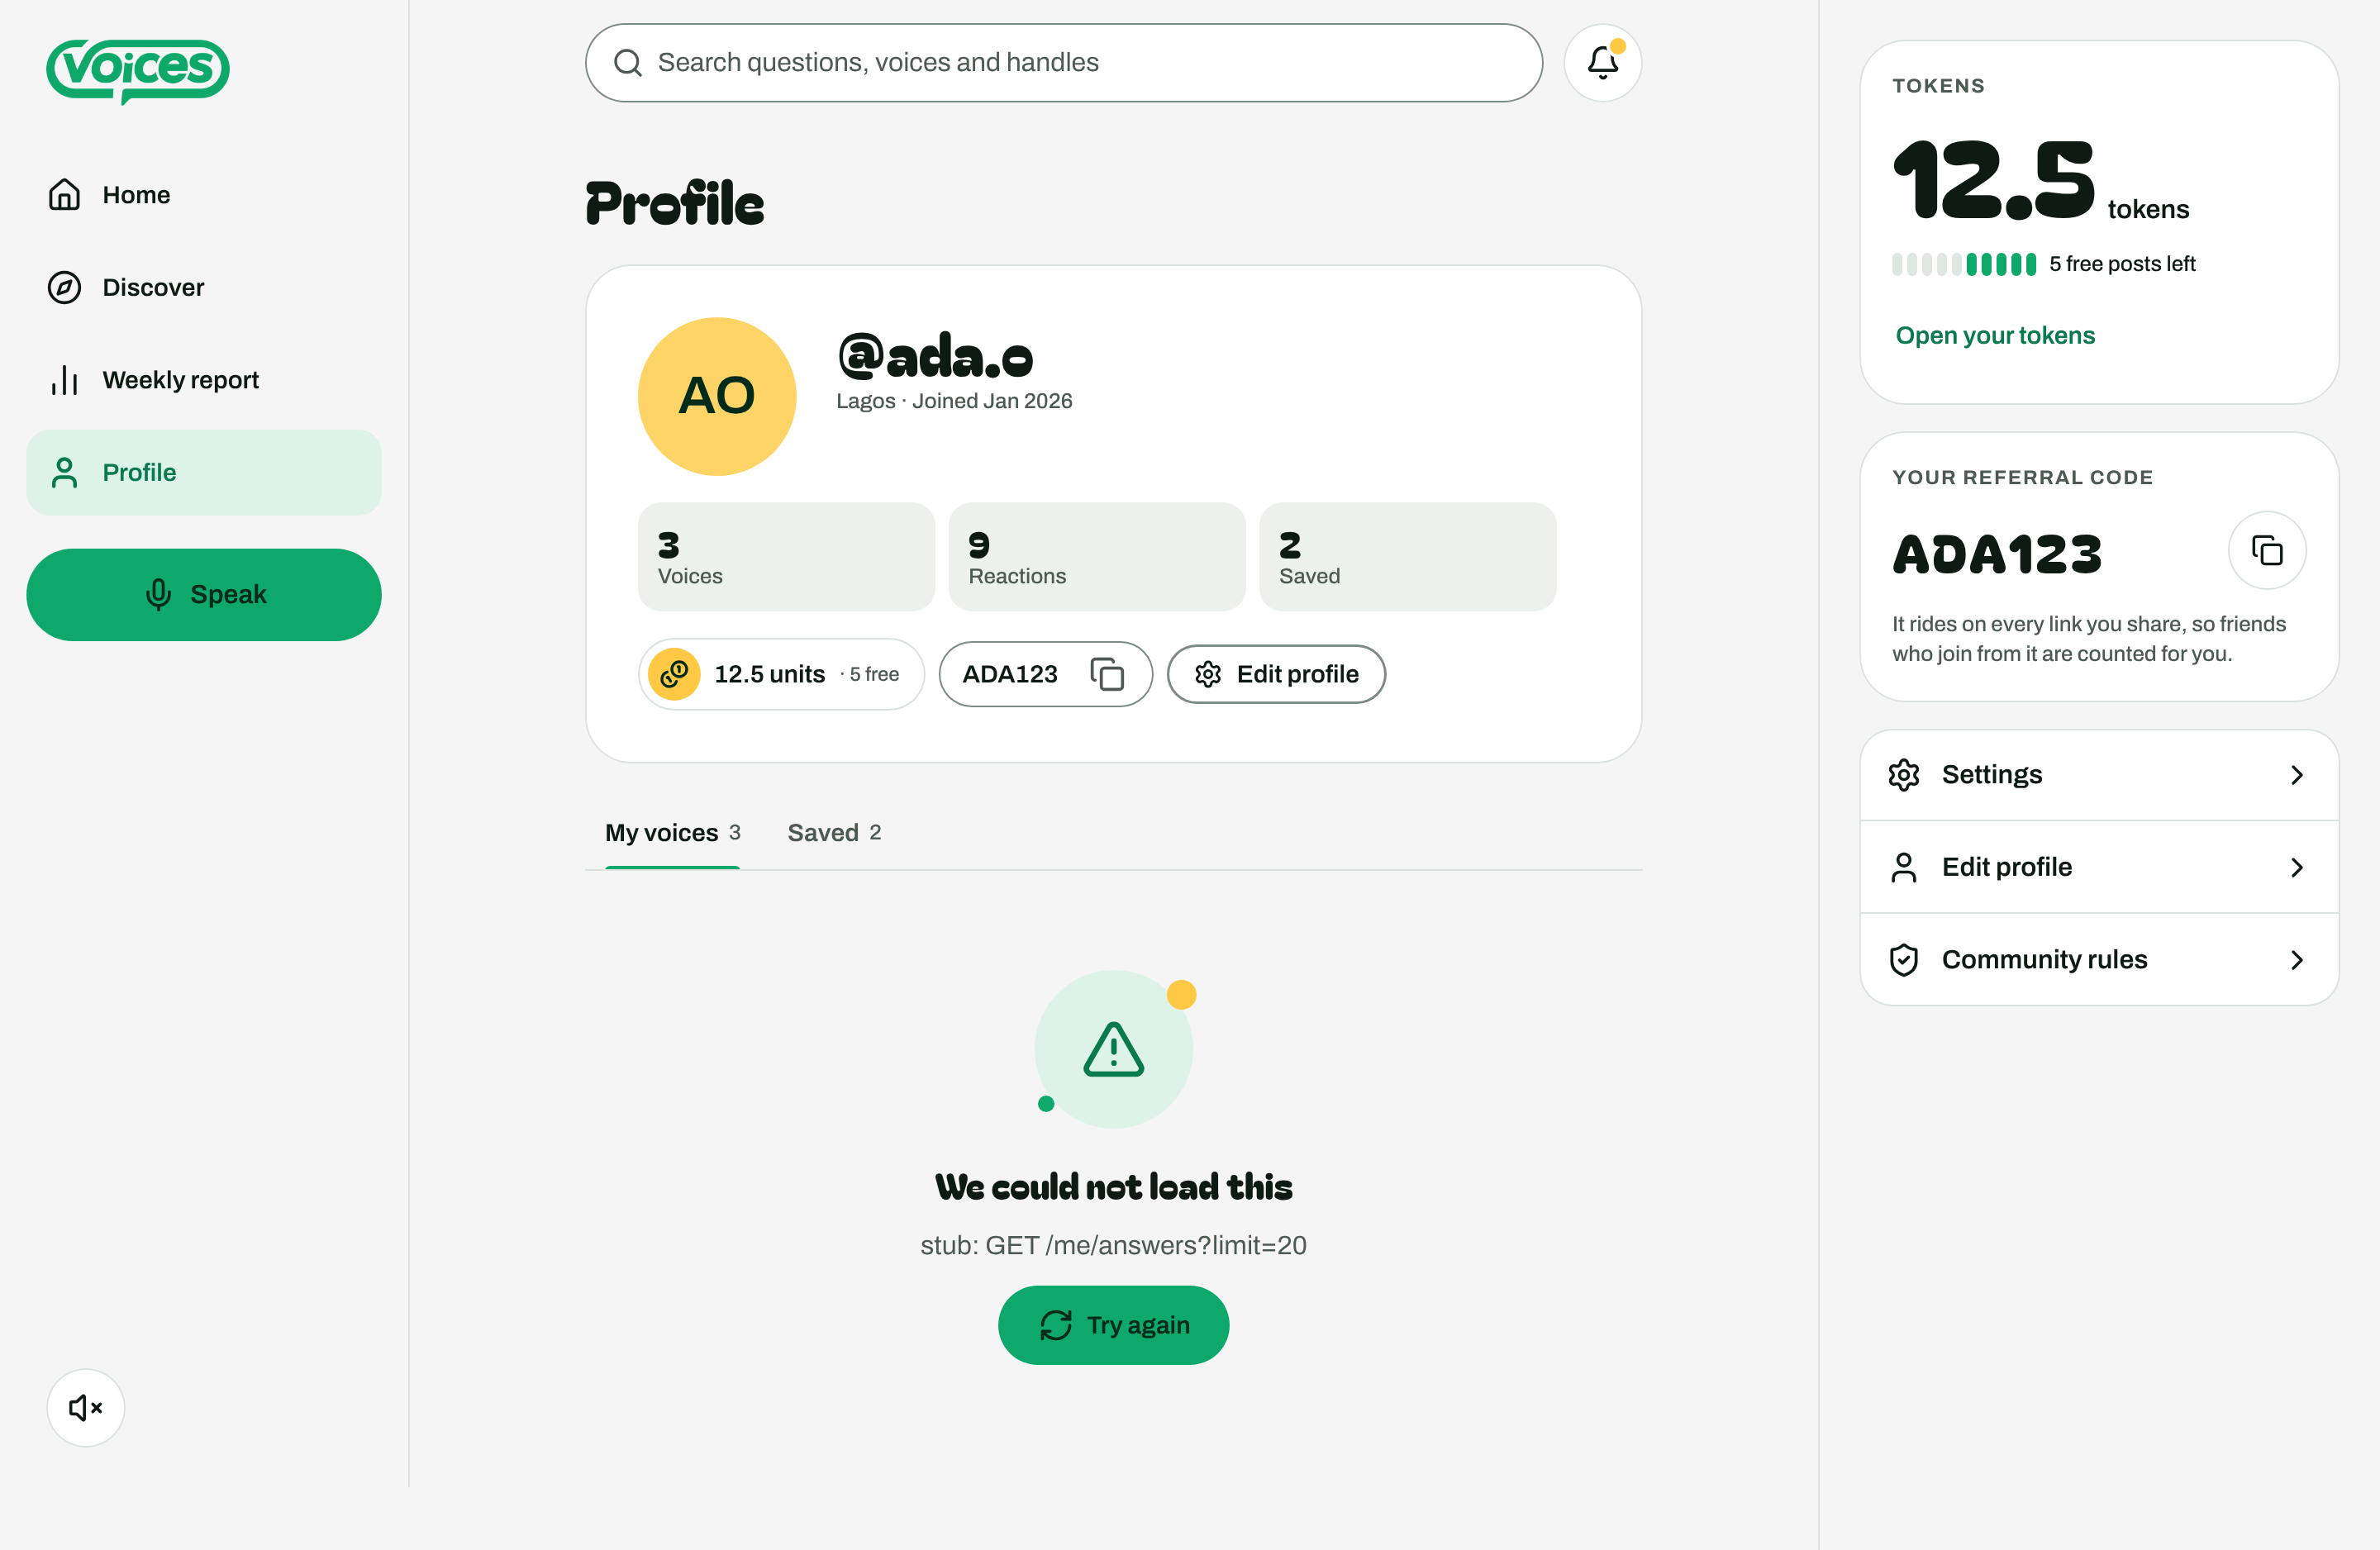 voices
Home
Discover
Weekly report
Profile
Speak
Search questions, voices and handles
Profile
AO
@ada.o
Lagos · Joined Jan 2026
3
Voices
9
Reactions
2
Saved
12.5 units · 5 free
ADA123
Edit profile
My voices 3
Saved 2
We could not load this
stub: GET /me/answers?limit=20
Try again
TOKENS
12.5 tokens
5 free posts left
Open your tokens
YOUR REFERRAL CODE
ADA123
It rides on every link you share, so friends
who join from it are counted for you.
Settings
Edit profile
Community rules